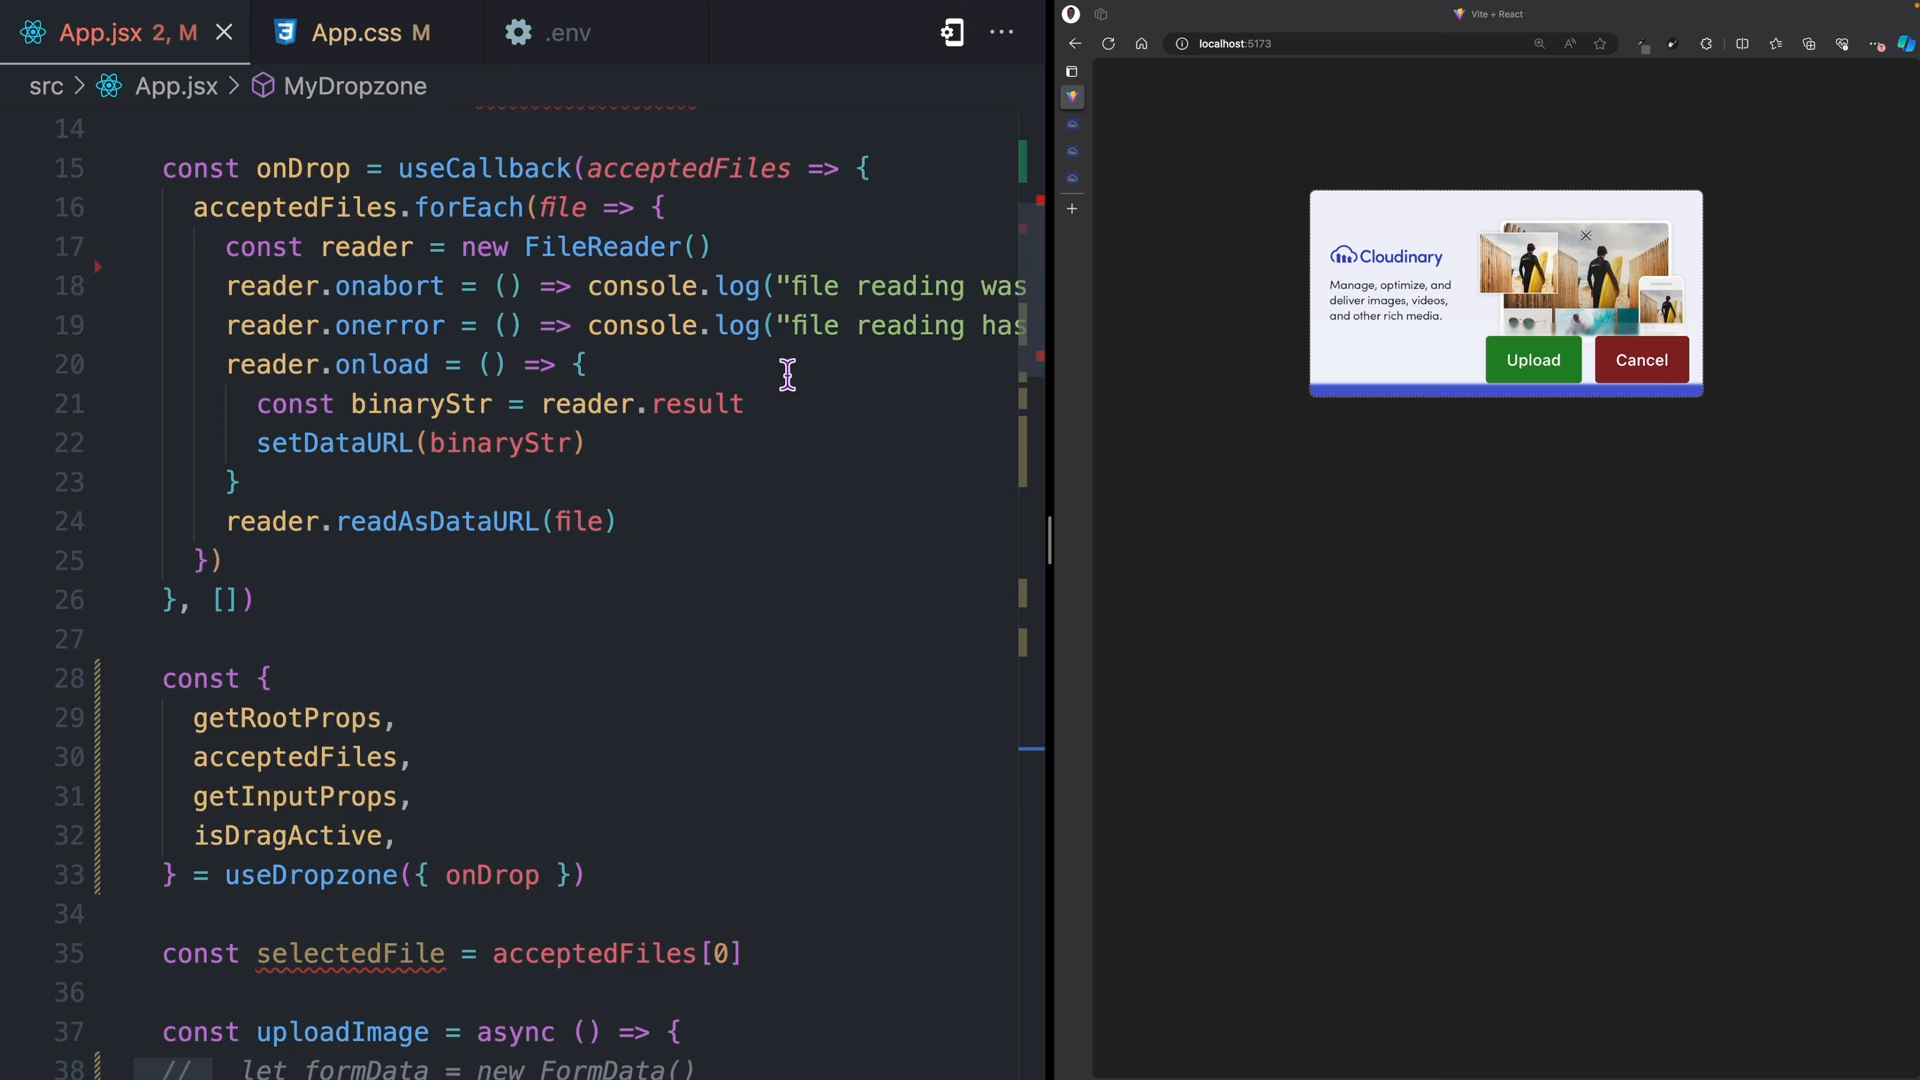 App.jsx 2, M
App.css M
.env
src > App.jsx > MyDropzone
14
15 const onDrop = useCallback(acceptedFiles => {
16 acceptedFiles.forEach(file => {
17 const reader = new FileReader()
18 reader.onabort = () => console.log("file reading was
19 reader.onerror = () => console.log("file reading has
20 reader.onload = () => {
21 const binaryStr = reader.result
22 setDataURL(binaryStr)
23 }
24 reader.readAsDataURL(file)
25 })
26 }, [])
27
28 const {
29 getRootProps,
30 acceptedFiles,
31 getInputProps,
32 isDragActive,
33 } = useDropzone({ onDrop })
34
35 const selectedFile = acceptedFiles[0]
36
37 const uploadImage = async () => {
38 // let formData = new FormData()
Vite + React
localhost:5173
Cloudinary
Manage, optimize, and
deliver images, videos,
and other rich media.
Upload
Cancel